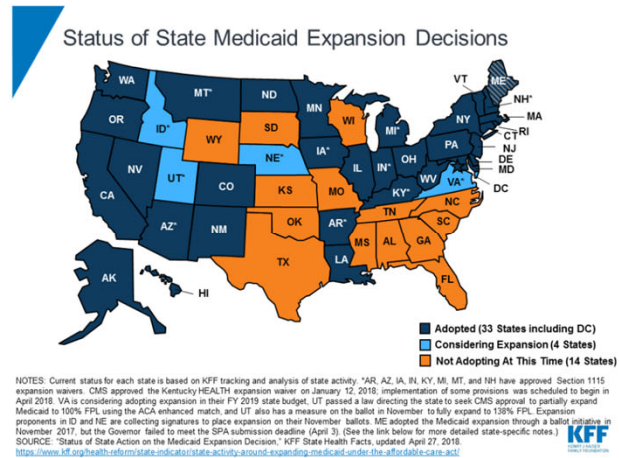 Status of State Medicaid Expansion Decisions
WA
MT*
ND
MN
VT
ME
NH*
OR
ID*
SD
WI
MI*
NY
MA
WY
RI
CT
NE*
IA*
PA
NJ
NV
UT*
IL
IN*
OH
DE
MD
CO
WV
VA*
DC
CA
KS
MO
KY*
NC
AZ*
NM
OK
AR*
TN
SC
MS
AL
GA
TX
LA
AK
HI
FL
Adopted (33 States including DC)
Considering Expansion (4 States)
Not Adopting At This Time (14 States)
NOTES: Current status for each state is based on KFF tracking and analysis of state activity. *AR, AZ, IA, IN, KY, MI, MT, and NH have approved Section 1115
expansion waivers. CMS approved the Kentucky HEALTH expansion waiver on January 12, 2018; implementation of some provisions was scheduled to begin in
April 2018. VA is considering adopting expansion in their FY 2019 state budget, UT passed a law directing the state to seek CMS approval to partially expand
Medicaid to 100% FPL using the ACA enhanced match, and UT also has a measure on the ballot in November to fully expand to 138% FPL. Expansion
proponents in ID and NE are collecting signatures to place expansion on their November ballots. ME adopted the Medicaid expansion through a ballot initiative in
November 2017, but the Governor failed to meet the SPA submission deadline (April 3). (See the link below for more detailed state-specific notes.)
SOURCE: "Status of State Action on the Medicaid Expansion Decision," KFF State Health Facts, updated April 27, 2018.
https://www.kff.org/health-reform/state-indicator/state-activity-around-expanding-medicaid-under-the-affordable-care-act/
KFF
HENRY J KAISER
FAMILY FOUNDATION